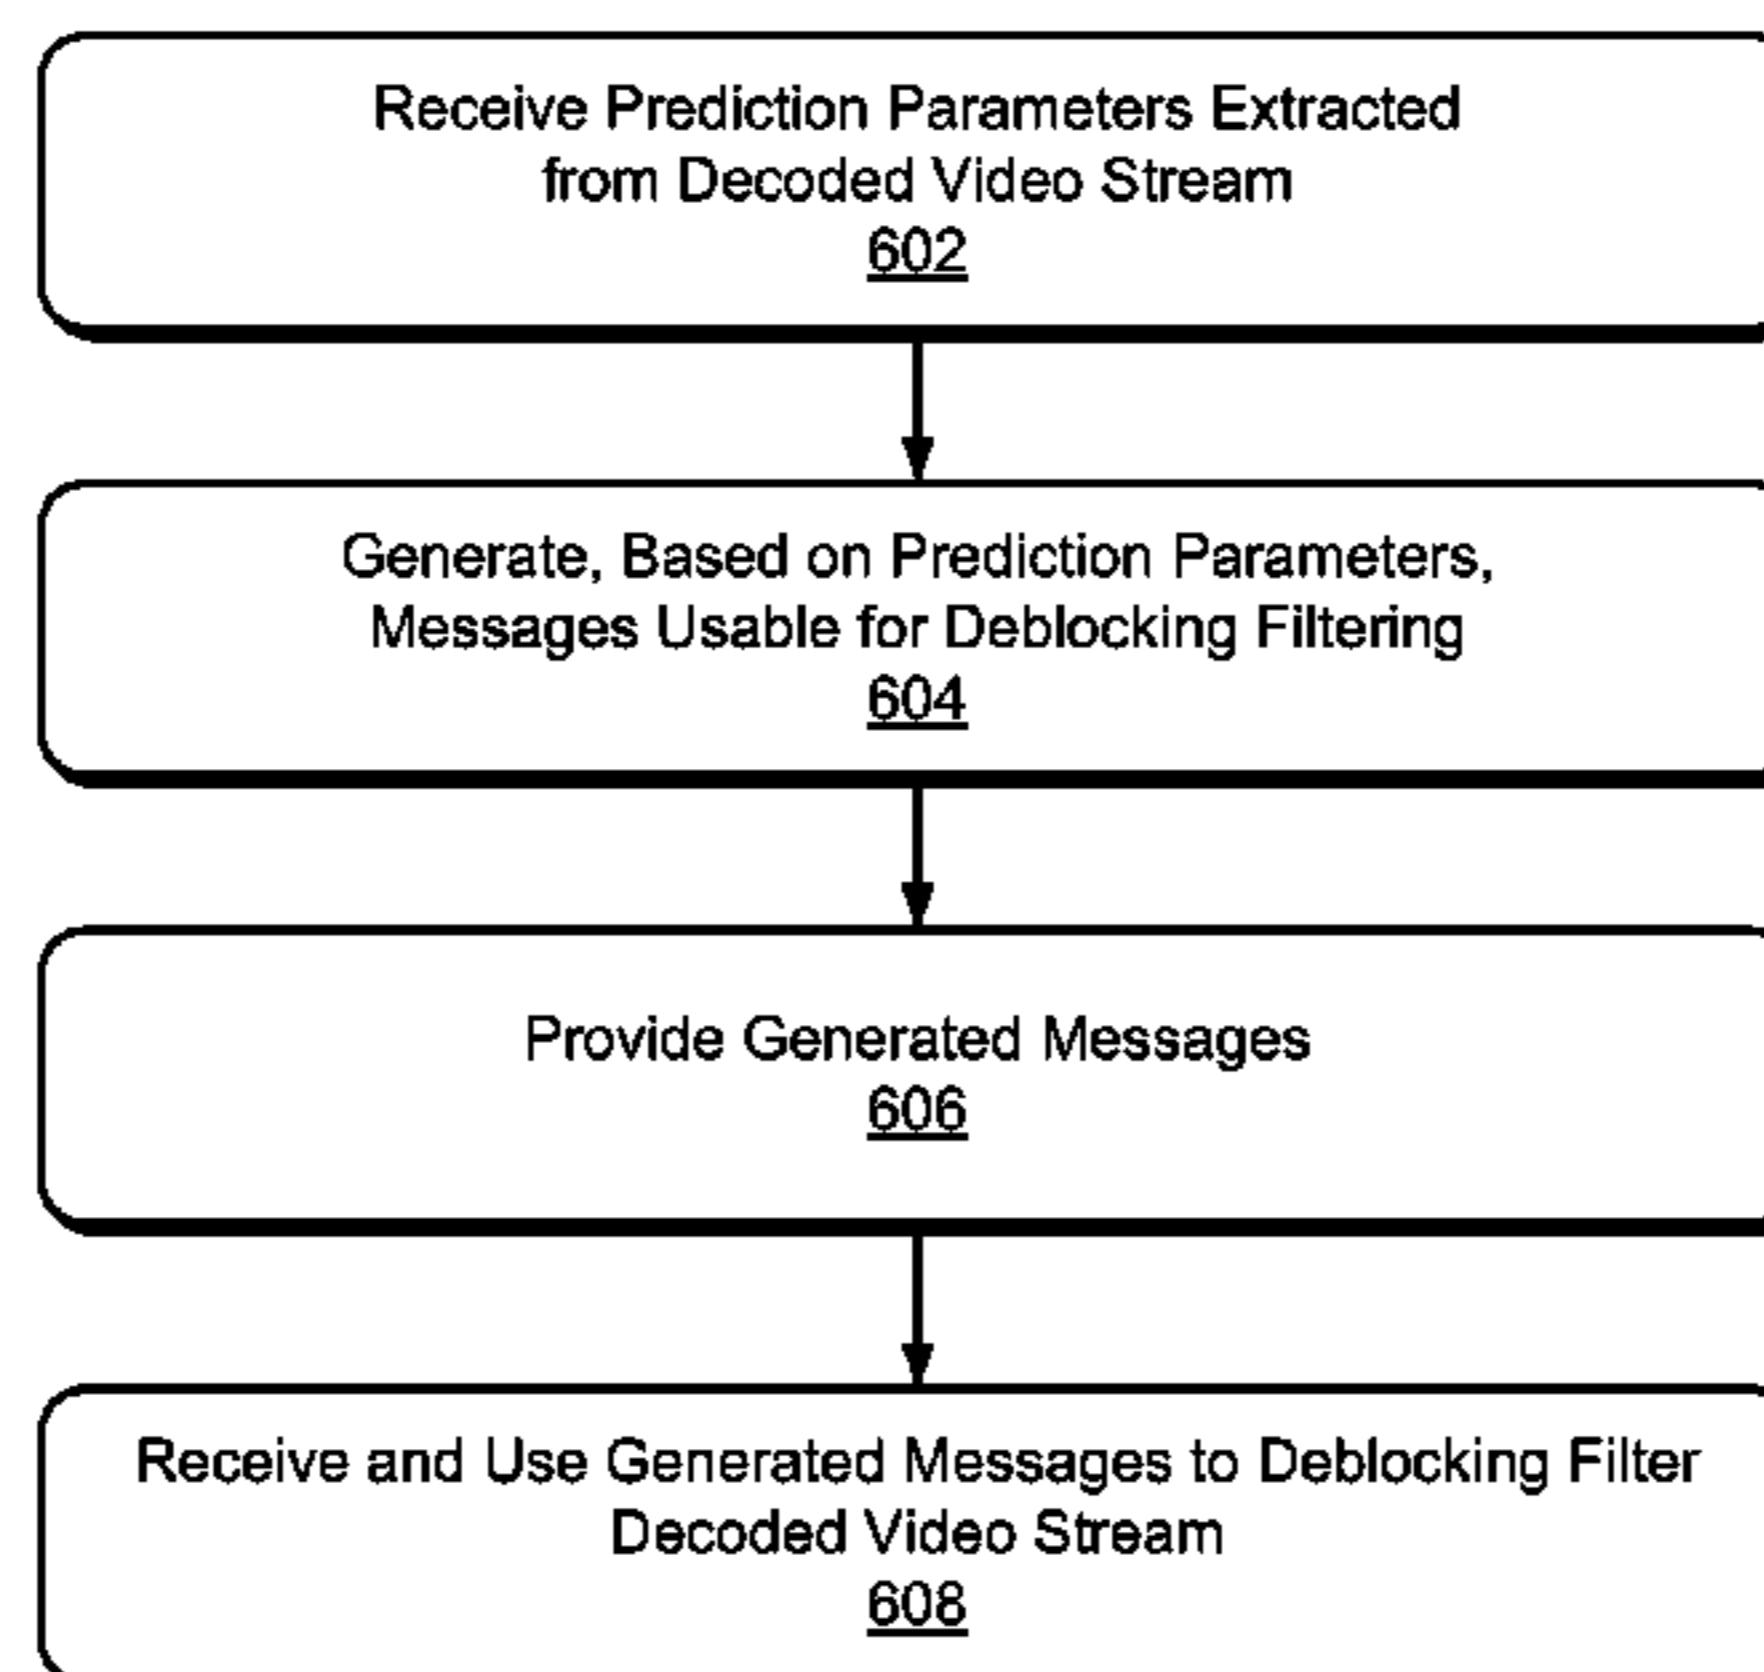 Receive Prediction Parameters Extracted
from Decoded Video Stream
602
Generate, Based on Prediction Parameters,
Messages Usable for Deblocking Filtering
604
Provide Generated Messages
606
Receive and Use Generated Messages to Deblocking Filter
Decoded Video Stream
608